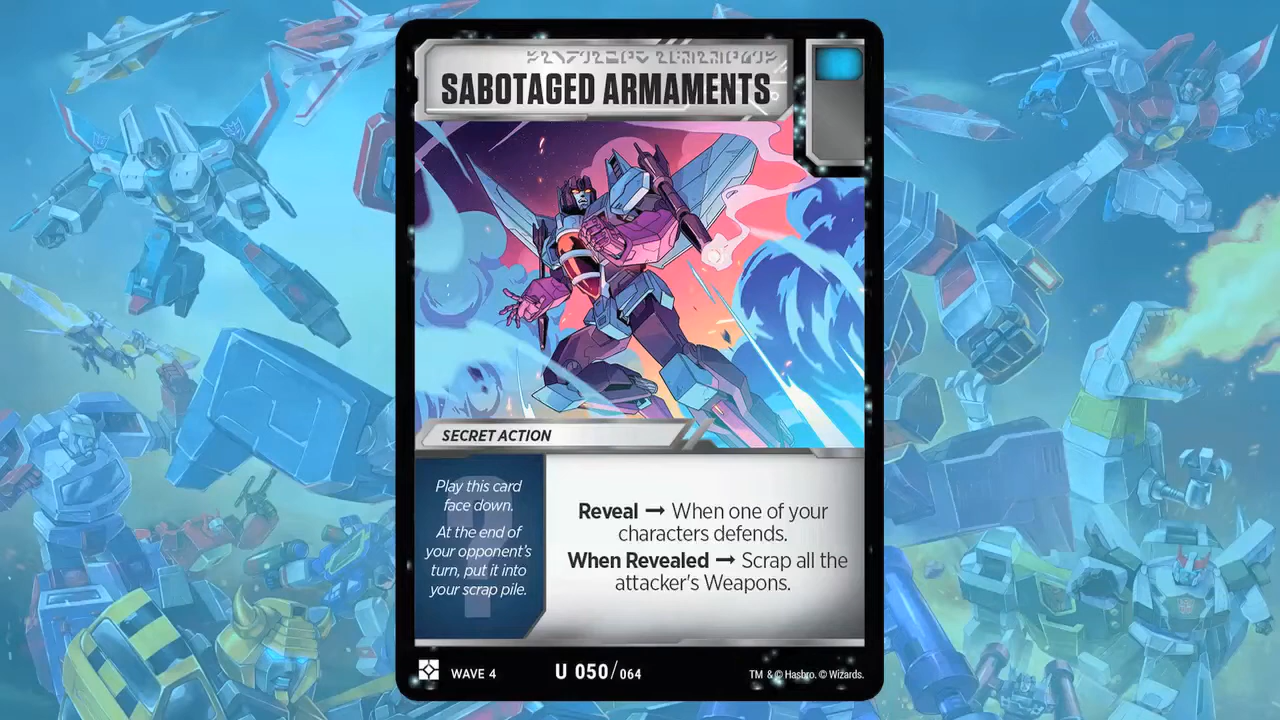 SABOTAGED ARMAMENTS
SECRET ACTION
Play this card
face down.
At the end of
your opponent's
turn, put it into
your scrap pile.
Reveal → When one of your
characters defends.
When Revealed → Scrap all the
attacker's Weapons.
WAVE 4
U 050/064
TM & © Hasbro. © Wizards.